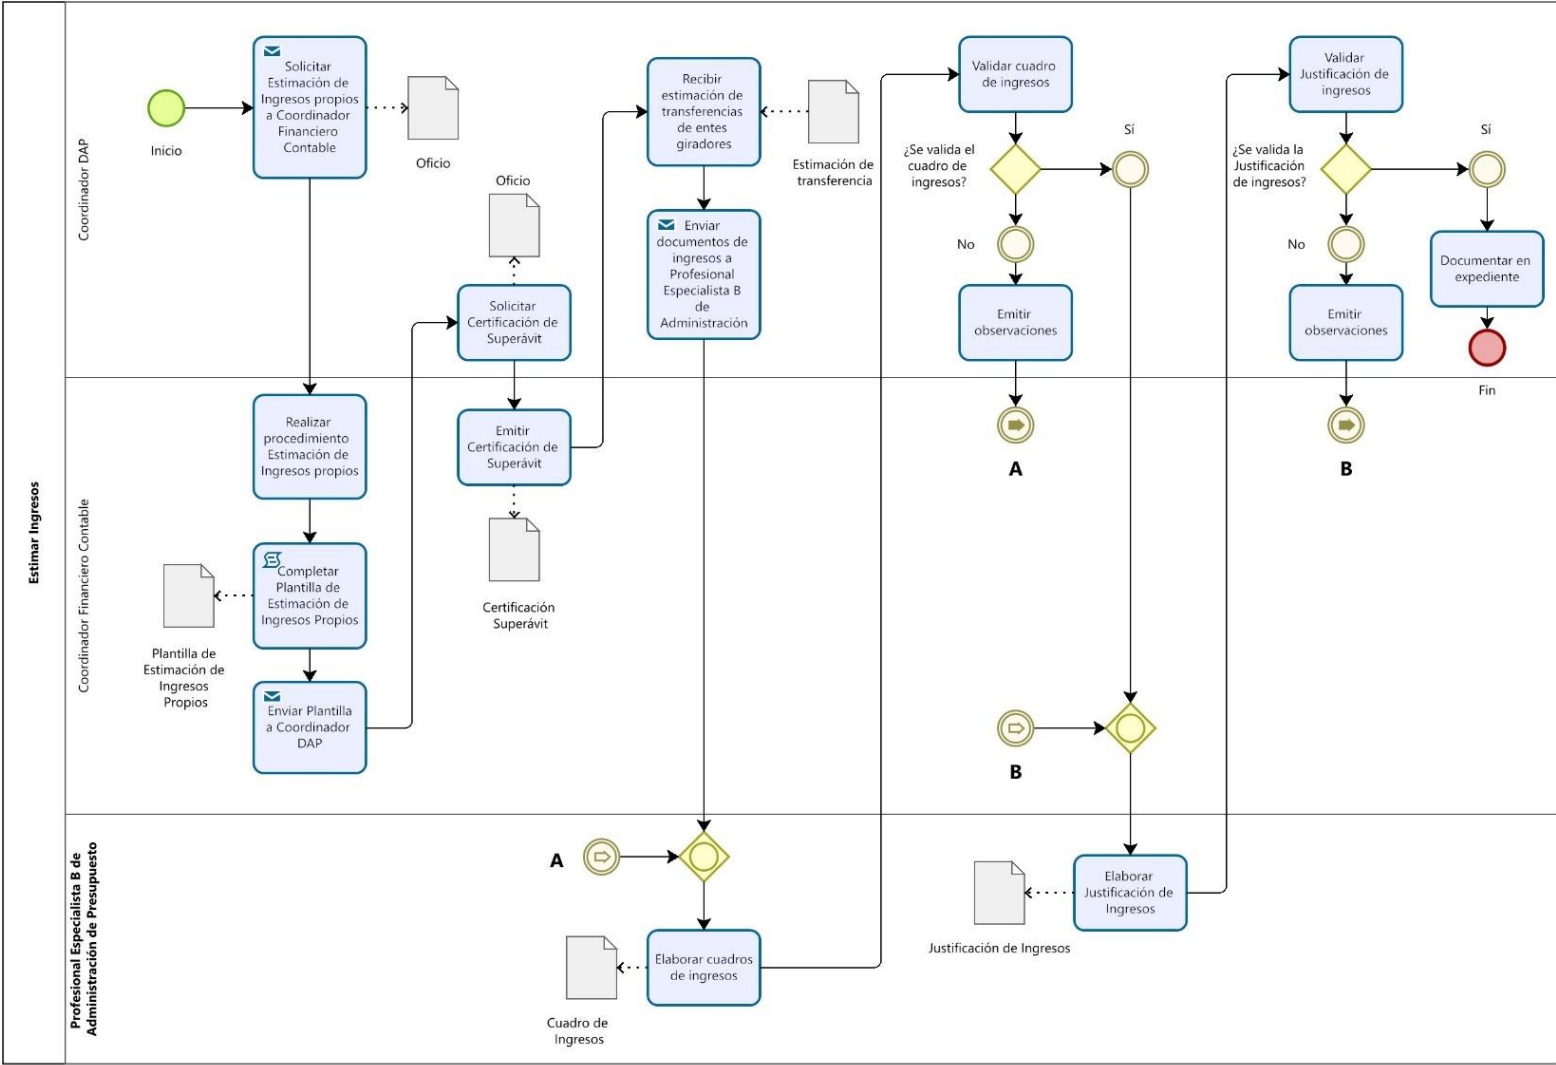 Estimar Ingresos
Coordinador DAP
Inicio
Solicitar
Estimación de
Ingresos propios
a Coordinador
Financiero
Contable
Oficio
Oficio
Solicitar
Certificación de
Superávit
Recibir
estimación de
transferencias
de entes
giradores
Estimación de
transferencia
Enviar
documentos de
ingresos a
Profesional
Especialista B
de
Administración
Validar cuadro
de ingresos
¿Se valida el
cuadro de
ingresos?
Sí
No
Emitir
observaciones
Validar
Justificación de
ingresos
¿Se valida la
Justificación
de ingresos?
Sí
No
Emitir
observaciones
Documentar en
expediente
Fin
Coordinador Financiero Contable
Realizar
procedimiento
Estimación de
Ingresos propios
Completar
Plantilla de
Estimación de
Ingresos Propios
Plantilla de
Estimación de
Ingresos
Propios
Enviar Plantilla
a Coordinador
DAP
Emitir
Certificación de
Superávit
Certificación
Superávit
A
B
B
Profesional Especialista B de
Administración de Presupuesto
A
Elaborar cuadros
de ingresos
Cuadro de
Ingresos
Elaborar
Justificación de
Ingresos
Justificación de Ingresos